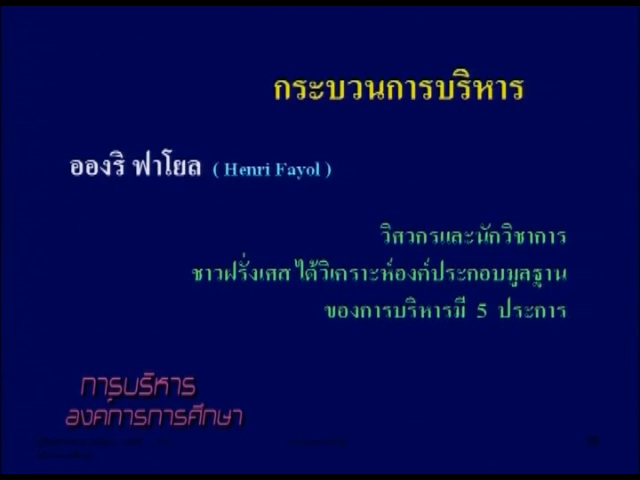 กระบวนการบริหาร
อองริ ฟาโยล ( Henri Fayol )
วิศวกรและนักวิชาการ
ชาวฝรั่งเศส ได้วิเคราะห์องค์ประกอบมูลฐาน
ของการบริหารมี 5 ประการ
การบริหาร
องค์การการศึกษา